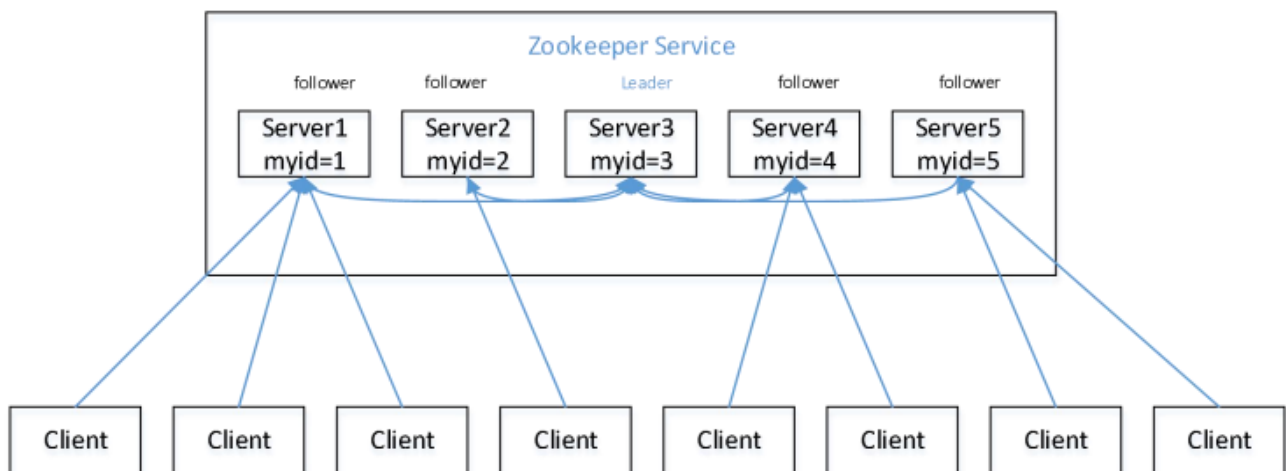 Zookeeper Service
follower
follower
Leader
follower
follower
Server1
myid=1
Server2
myid=2
Server3
myid=3
Server4
myid=4
Server5
myid=5
Client
Client
Client
Client
Client
Client
Client
Client